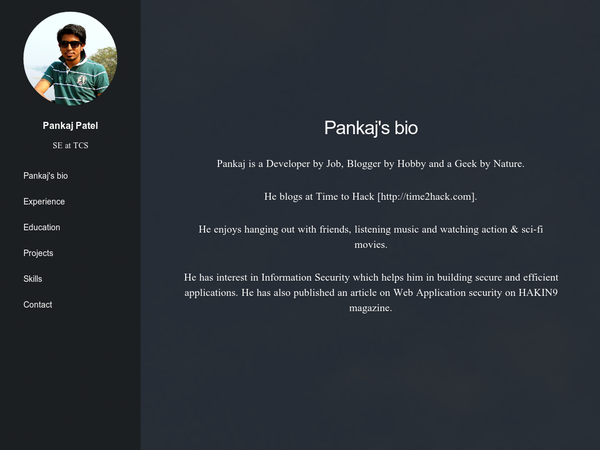 Pankaj Patel
SE at TCS
Pankaj's bio
Experience
Education
Projects
Skills
Contact
Pankaj's bio
Pankaj is a Developer by Job, Blogger by Hobby and a Geek by Nature.
He blogs at Time to Hack [http://time2hack.com].
He enjoys hanging out with friends, listening music and watching action & sci-fi
movies.
He has interest in Information Security which helps him in building secure and efficient
applications. He has also published an article on Web Application security on HAKIN9
magazine.